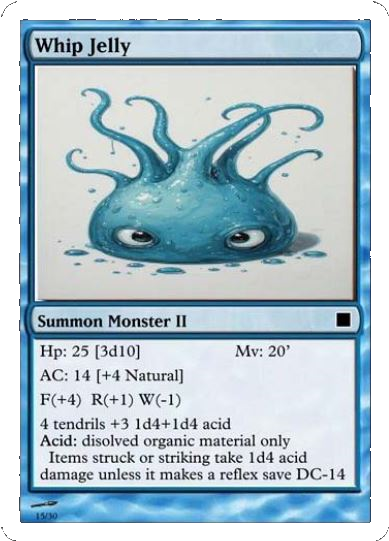 Whip Jelly
Summon Monster II
Hp: 25 [3d10] Mv: 20'
AC: 14 [+4 Natural]
F(+4) R(+1) W(-1)
4 tendrils +3 1d4+1d4 acid
Acid: disolved organic material only
Items struck or striking take 1d4 acid
damage unless it makes a reflex save DC-14
15/30